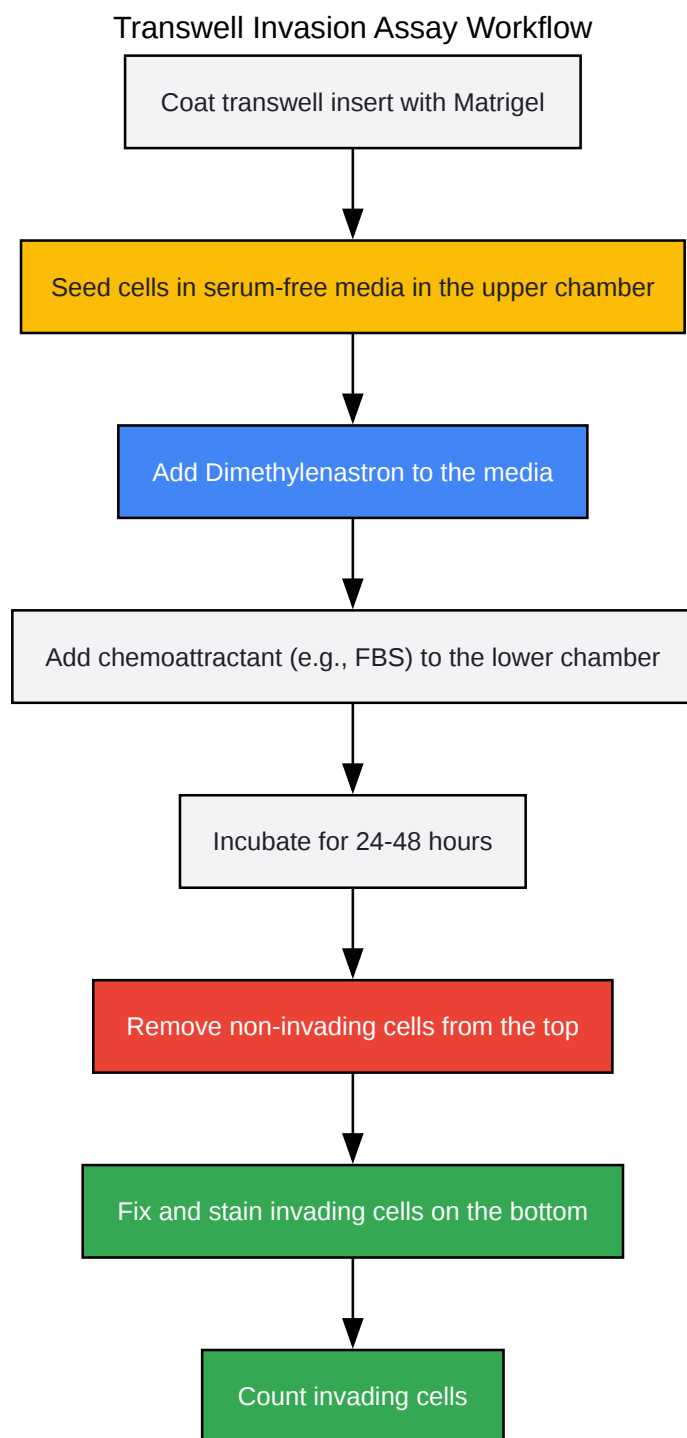 Transwell Invasion Assay Workflow
Coat transwell insert with Matrigel
Seed cells in serum-free media in the upper chamber
Add Dimethylenastron to the media
Add chemoattractant (e.g., FBS) to the lower chamber
Incubate for 24-48 hours
Remove non-invading cells from the top
Fix and stain invading cells on the bottom
Count invading cells